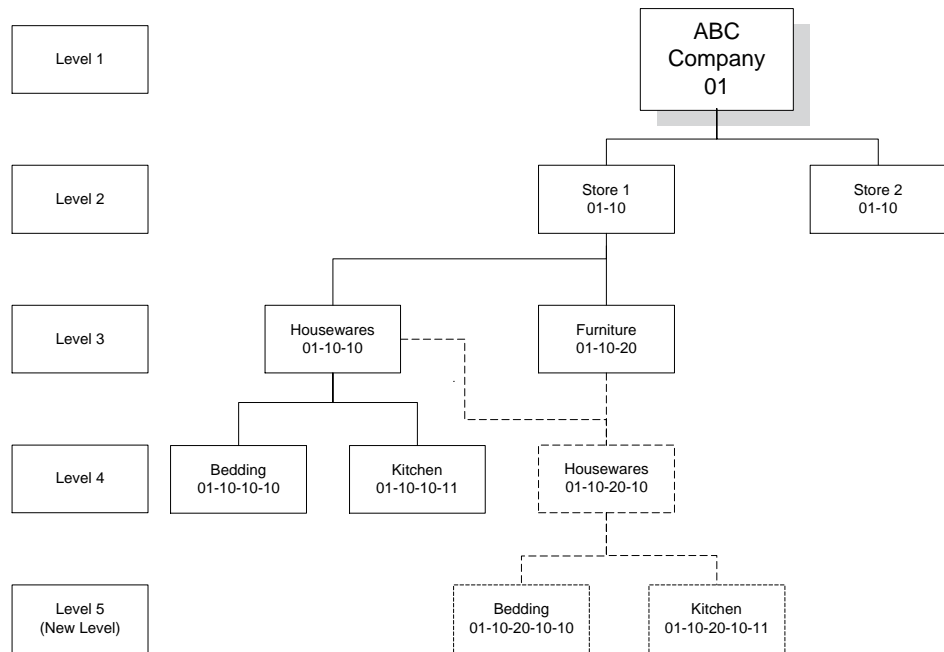 Level 1
ABC
Company
01
Level 2
Store 1
01-10
Store 2
01-10
Level 3
Housewares
01-10-10
Furniture
01-10-20
Level 4
Bedding
01-10-10-10
Kitchen
01-10-10-11
Housewares
01-10-20-10
Level 5
(New Level)
Bedding
01-10-20-10-10
Kitchen
01-10-20-10-11